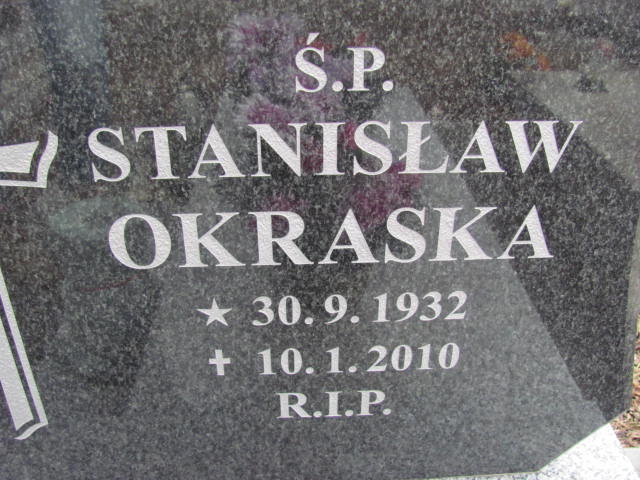 Ś.P.
STANISŁAW
OKRASKA
★ 30.9.1932
✝ 10.1.2010
R.I.P.